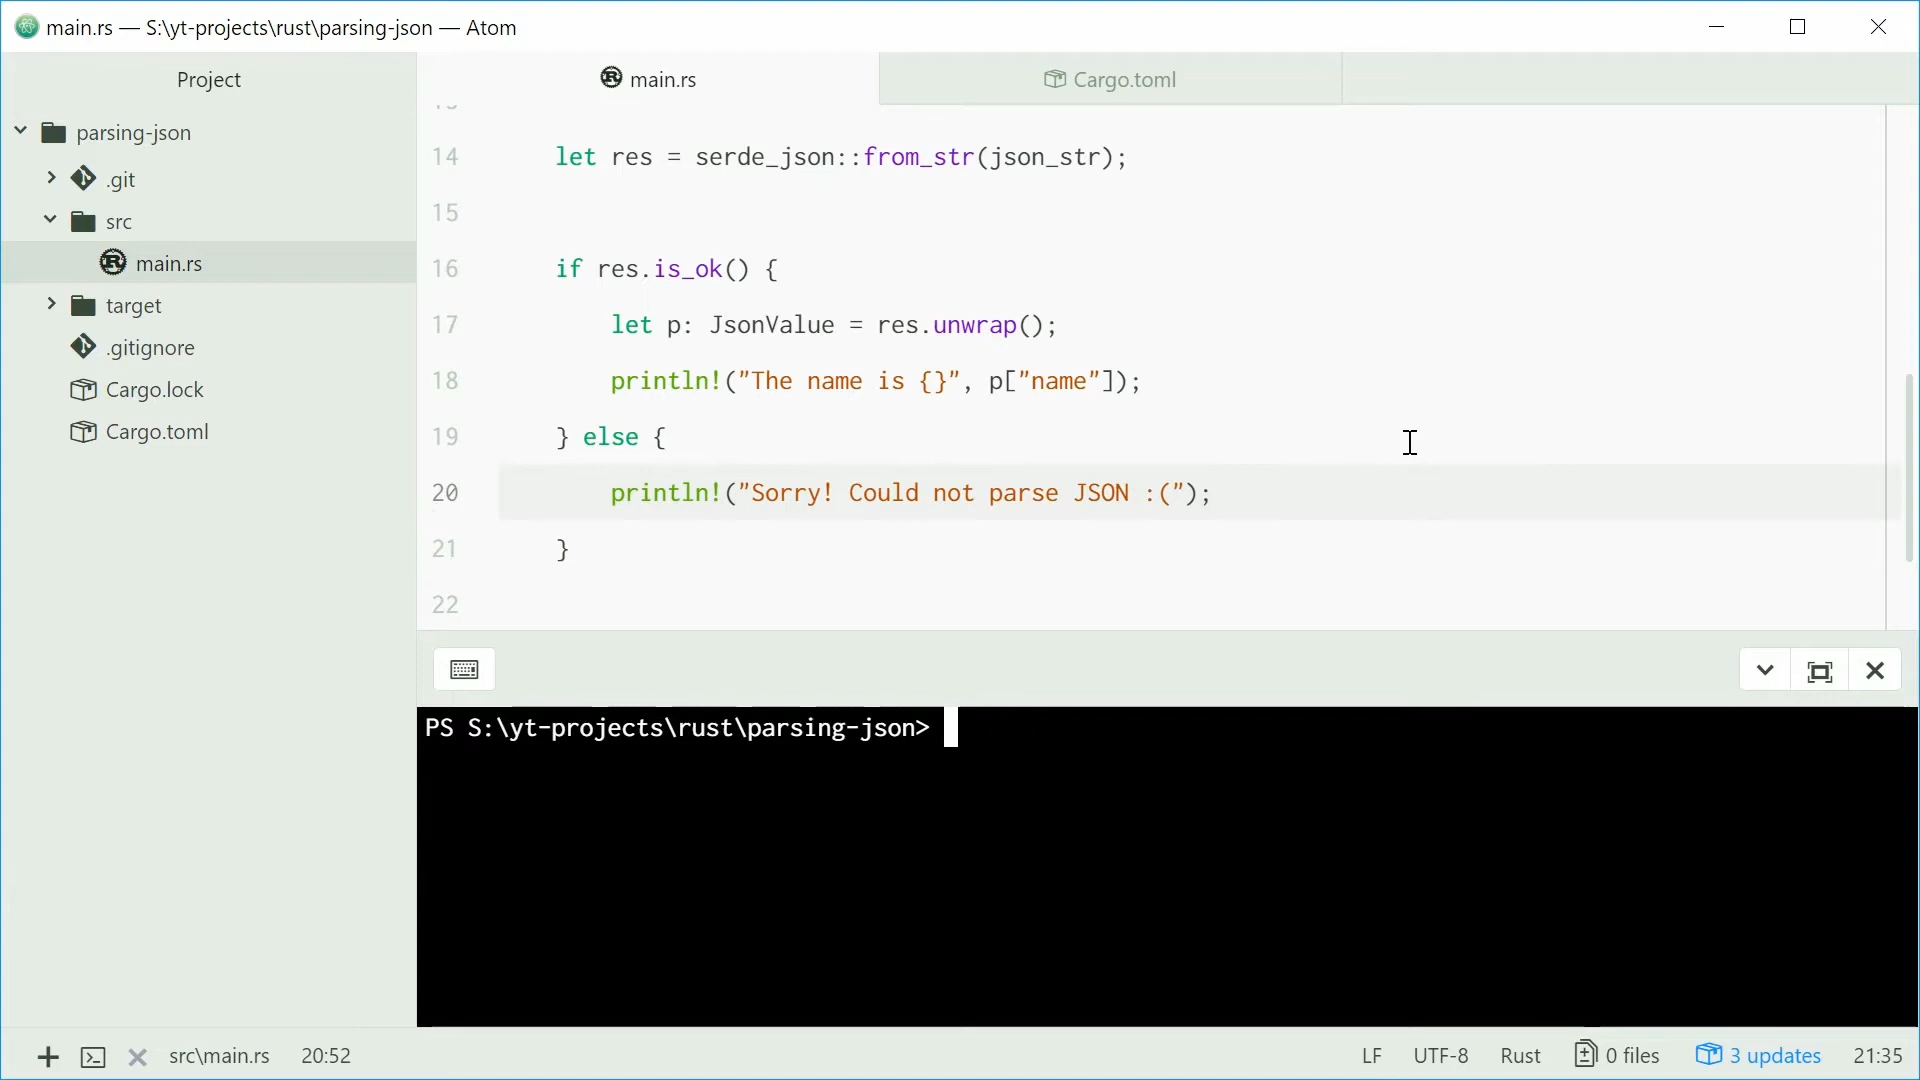 main.rs — S:\yt-projects\rust\parsing-json — Atom
Project
main.rs
Cargo.toml
parsing-json
.git
src
main.rs
target
.gitignore
Cargo.lock
Cargo.toml
14 let res = serde_json::from_str(json_str);
15
16 if res.is_ok() {
17 let p: JsonValue = res.unwrap();
18 println!("The name is {}", p["name"]);
19 } else {
20 println!("Sorry! Could not parse JSON :(");
21 }
22
PS S:\yt-projects\rust\parsing-json>
src\main.rs 20:52 LF UTF-8 Rust 0 files 3 updates 21:35